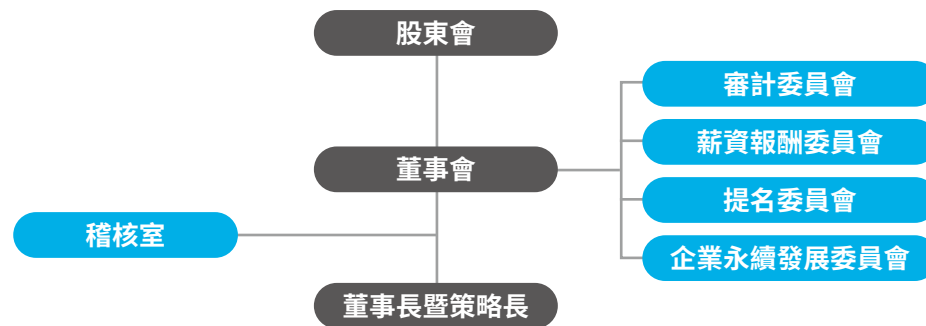 股東會
審計委員會
薪資報酬委員會
董事會
提名委員會
稽核室
企業永續發展委員會
董事長暨策略長